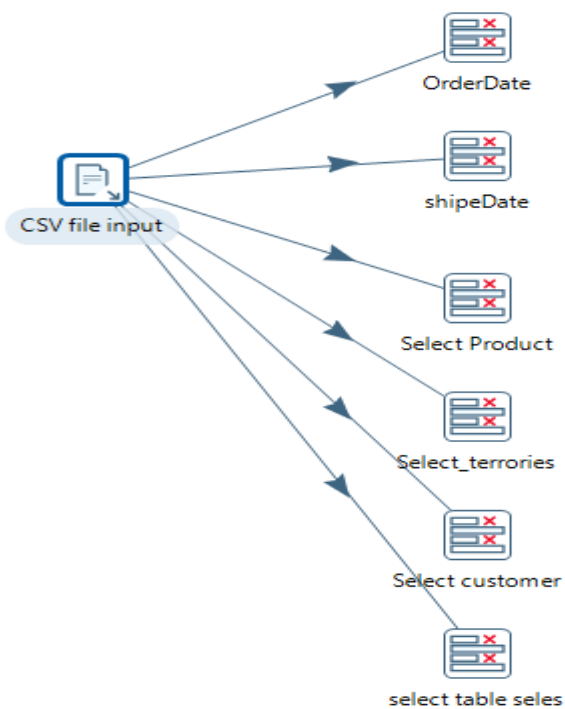 OrderDate
shipeDate
CSV file input
Select Product
Select_terrories
Select customer
select table seles